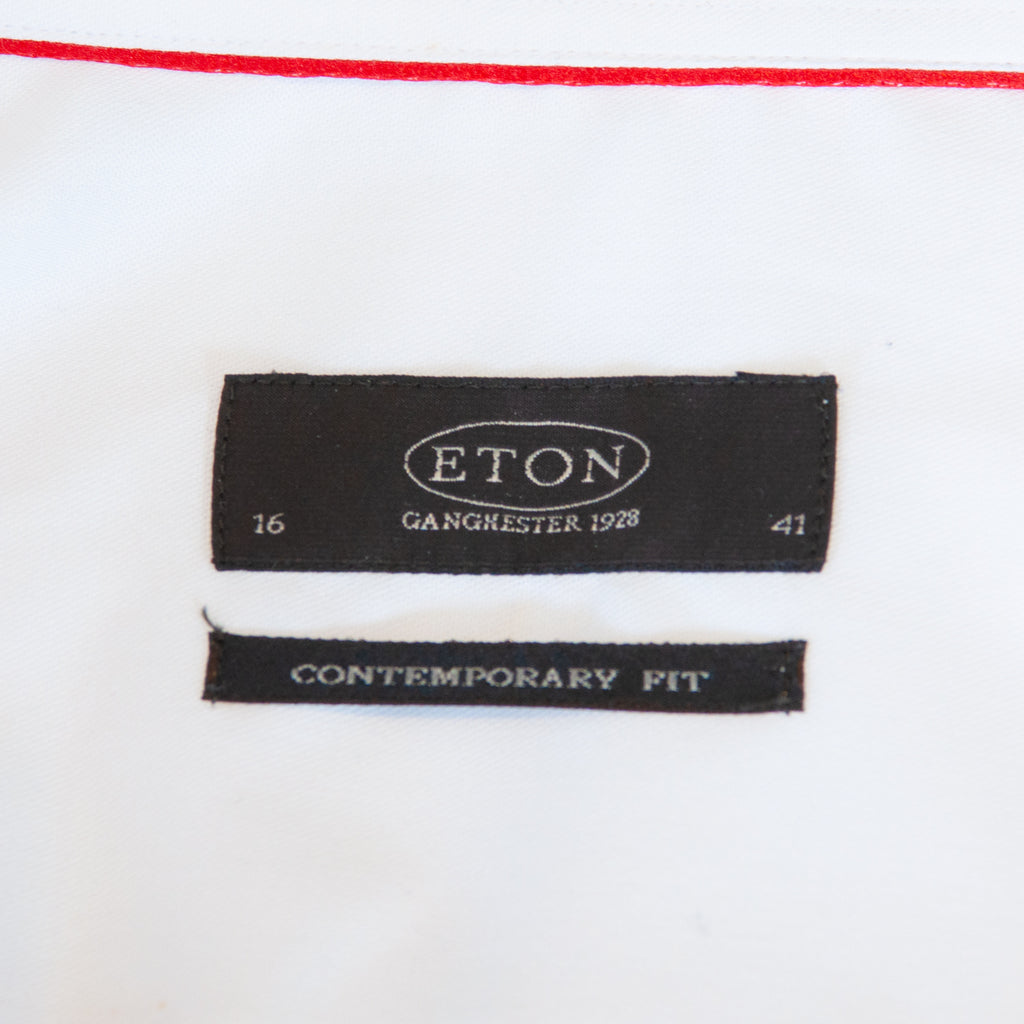 ETON
GANGHESTER 1928
16 41
CONTEMPORARY FIT